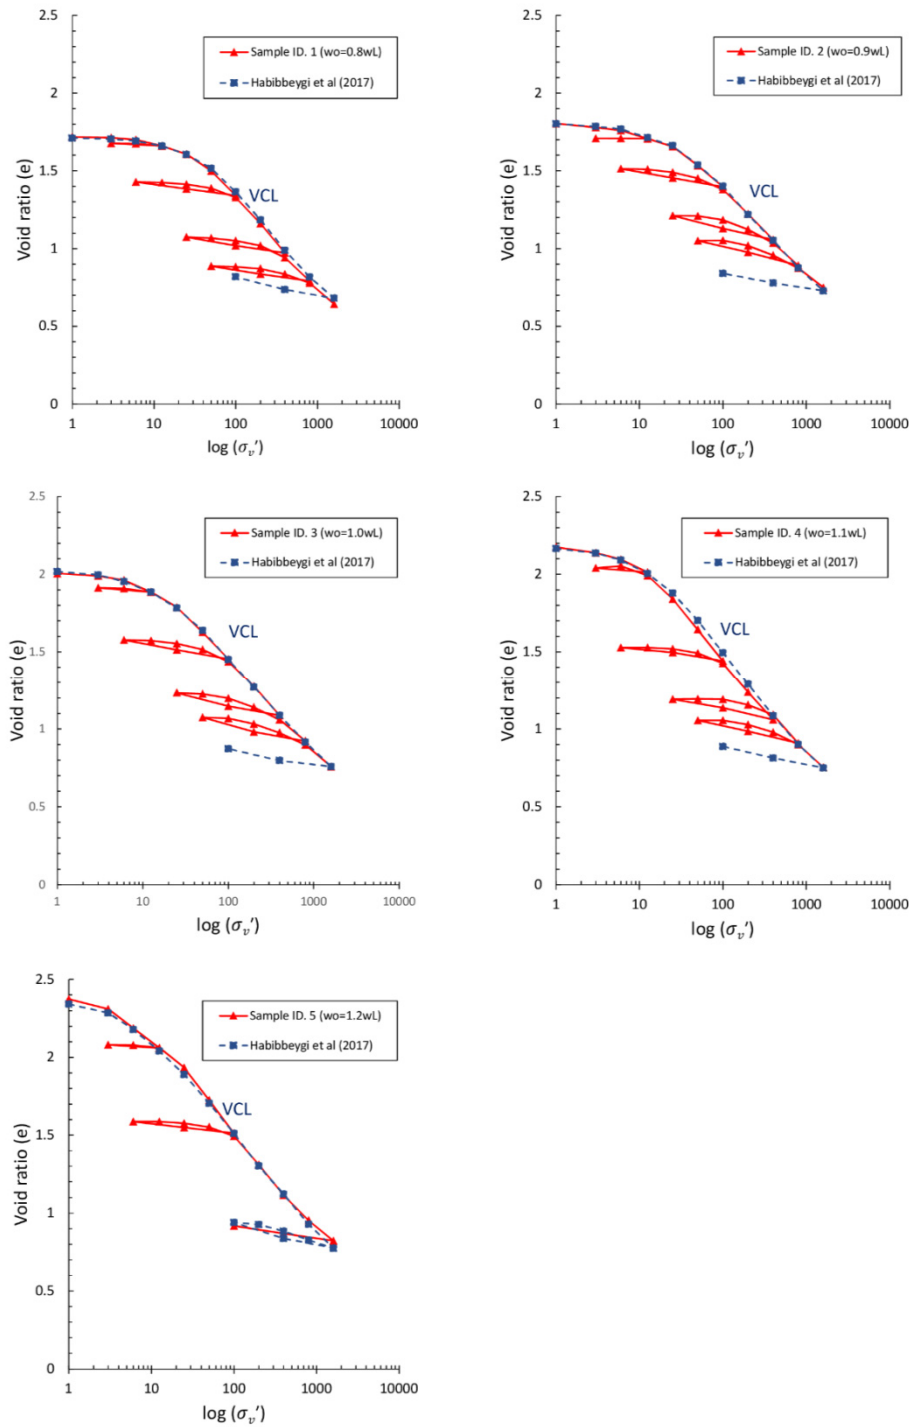 2.5
2
1.5
1
0.5
0
Void ratio (e)
Sample ID. 1 (wo=0.8wL)
Habibbeygi et al (2017)
VCL
1 10 100 1000 10000
log (σᵥ')
2.5
2
1.5
1
0.5
0
Void ratio (e)
Sample ID. 2 (wo=0.9wL)
Habibbeygi et al (2017)
VCL
1 10 100 1000 10000
log (σᵥ')
2.5
2
1.5
1
0.5
0
Void ratio (e)
Sample ID. 3 (wo=1.0wL)
Habibbeygi et al (2017)
VCL
1 10 100 1000 10000
log (σᵥ')
2.5
2
1.5
1
0.5
0
Void ratio (e)
Sample ID. 4 (wo=1.1wL)
Habibbeygi et al (2017)
VCL
1 10 100 1000 10000
log (σᵥ')
2.5
2
1.5
1
0.5
0
Void ratio (e)
Sample ID. 5 (wo=1.2wL)
Habibbeygi et al (2017)
VCL
1 10 100 1000 10000
log (σᵥ')